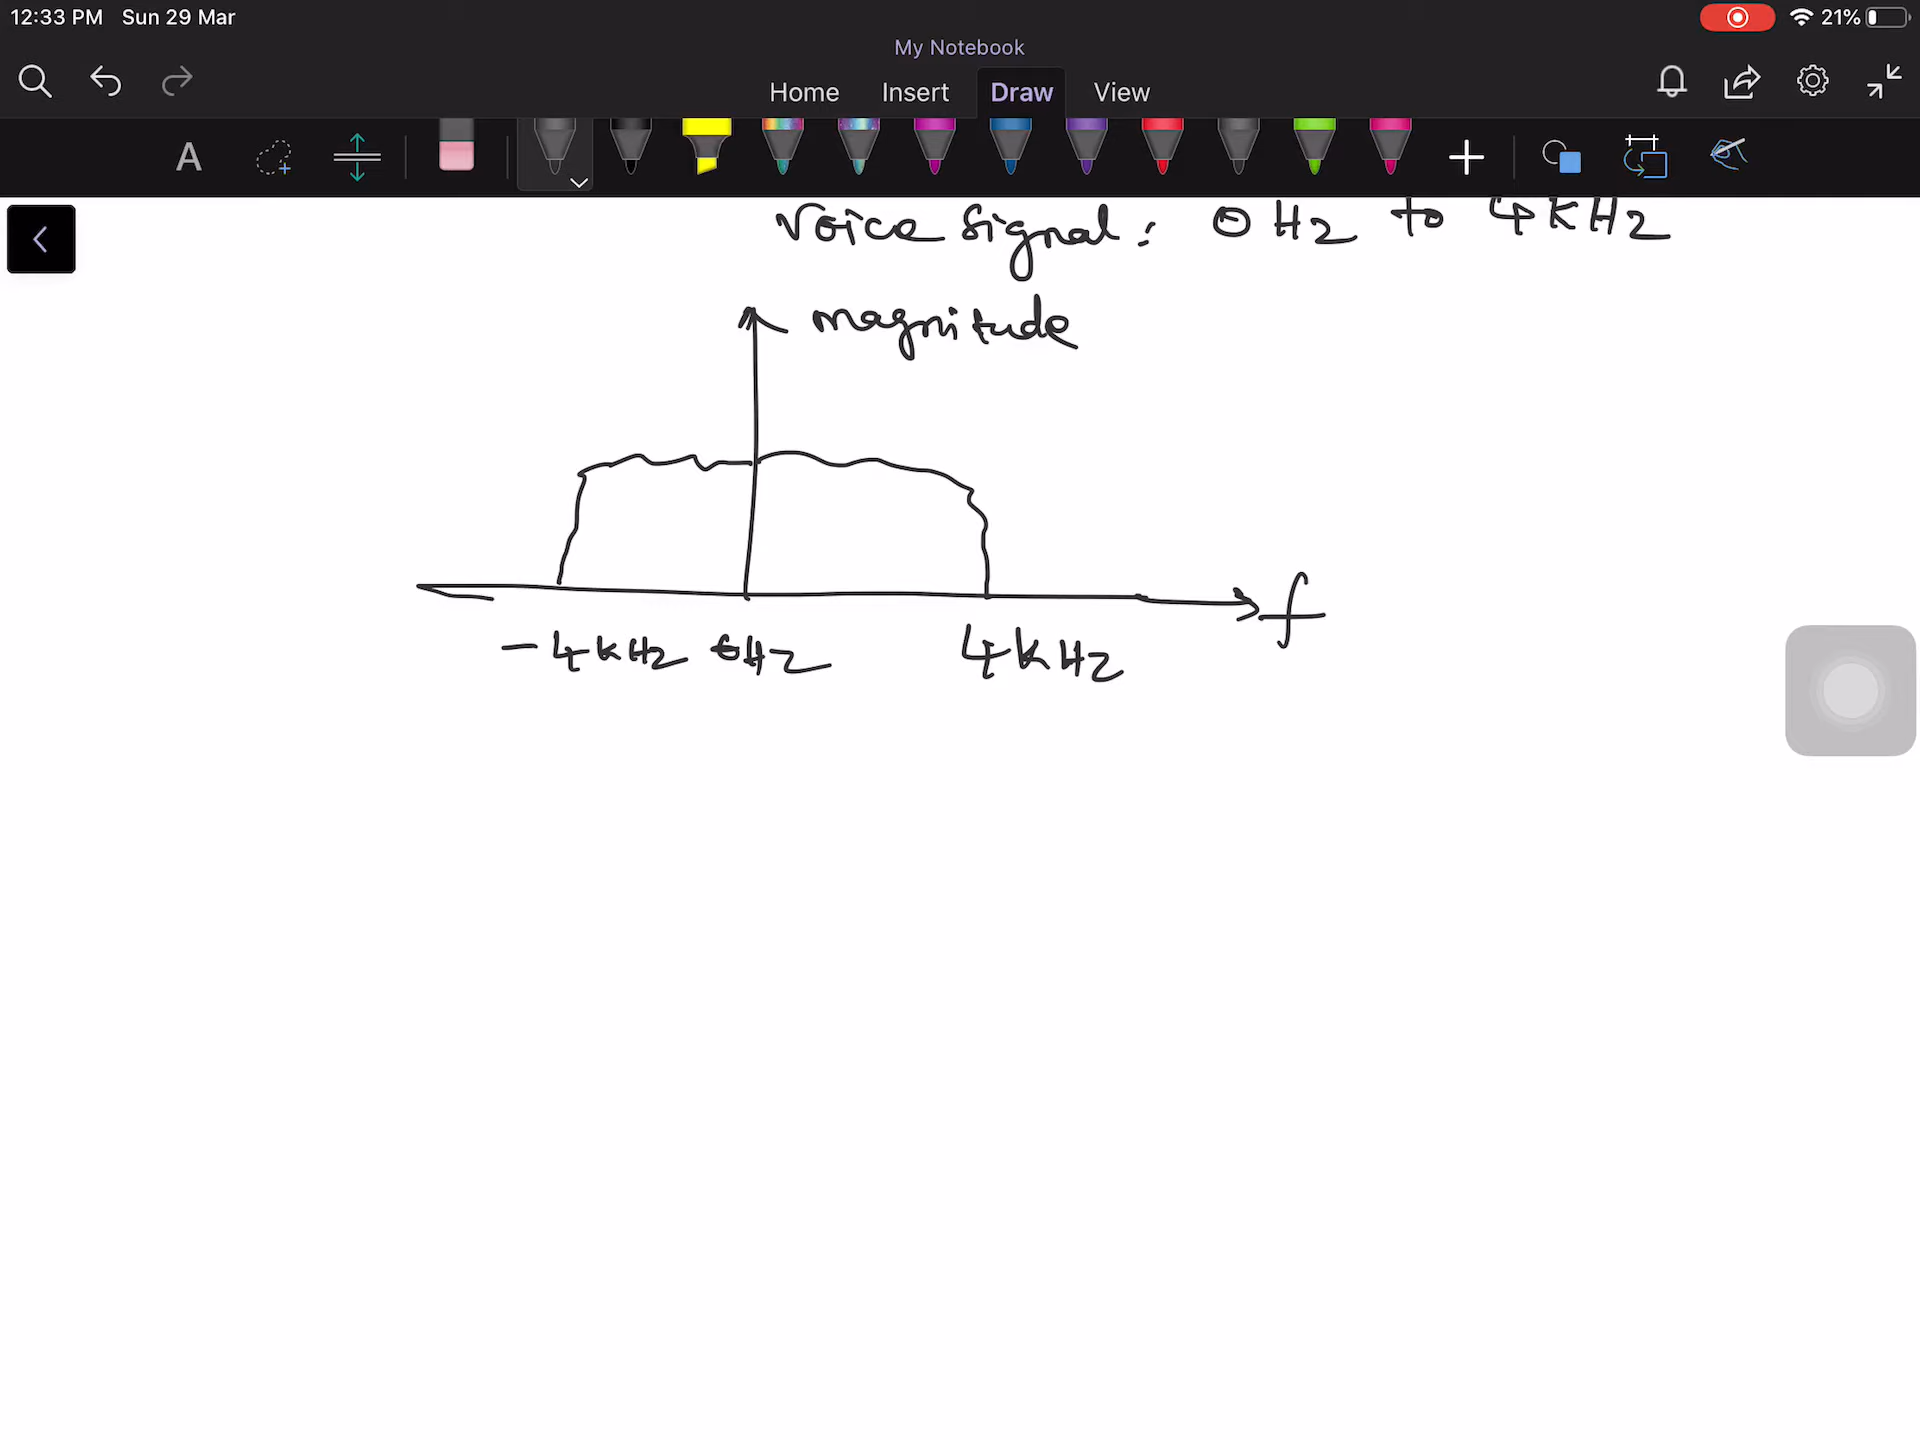 12:33 PM Sun 29 Mar
21%
My Notebook
Home Insert Draw View
A
Voice Signal: 0 Hz to 4KHz
magnitude
f
-4KHz 0Hz 4KHz